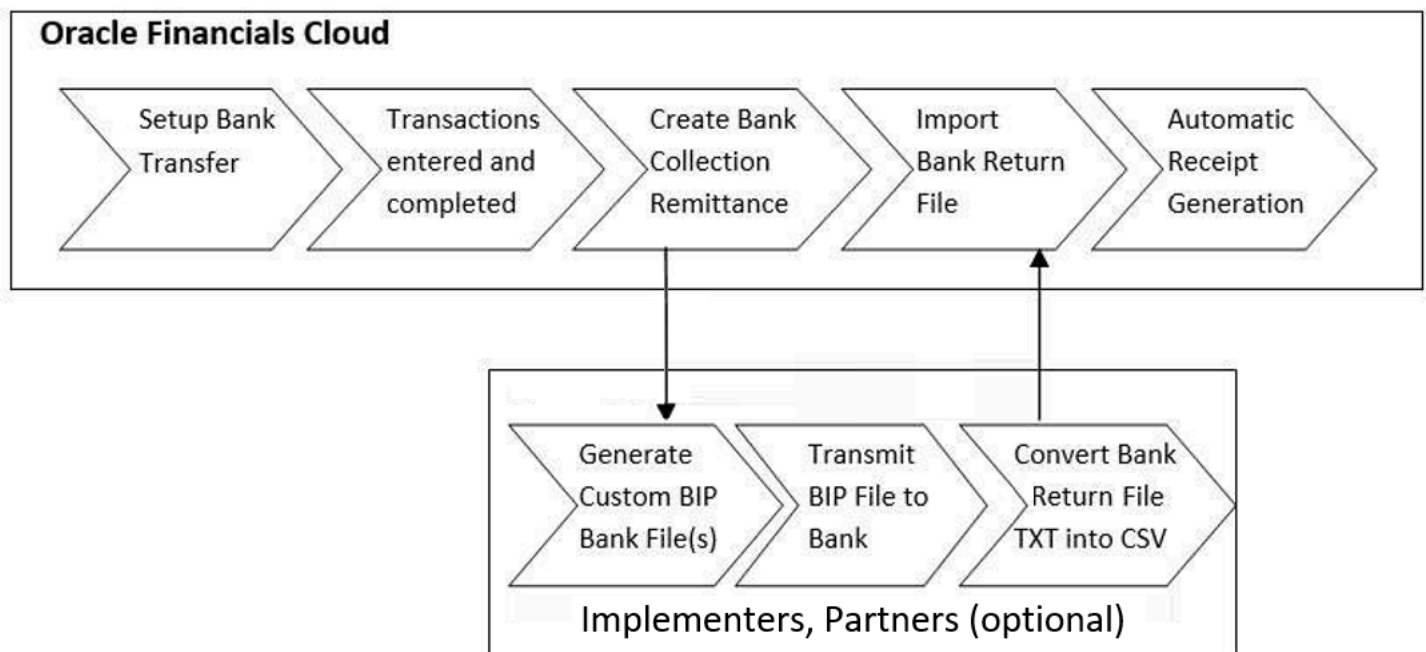 Oracle Financials Cloud
Setup Bank
Transfer
Transactions
entered and
completed
Create Bank
Collection
Remittance
Import
Bank Return
File
Automatic
Receipt
Generation
Generate
Custom BIP
Bank File(s)
Transmit
BIP File to
Bank
Convert Bank
Return File
TXT into CSV
Implementers, Partners (optional)